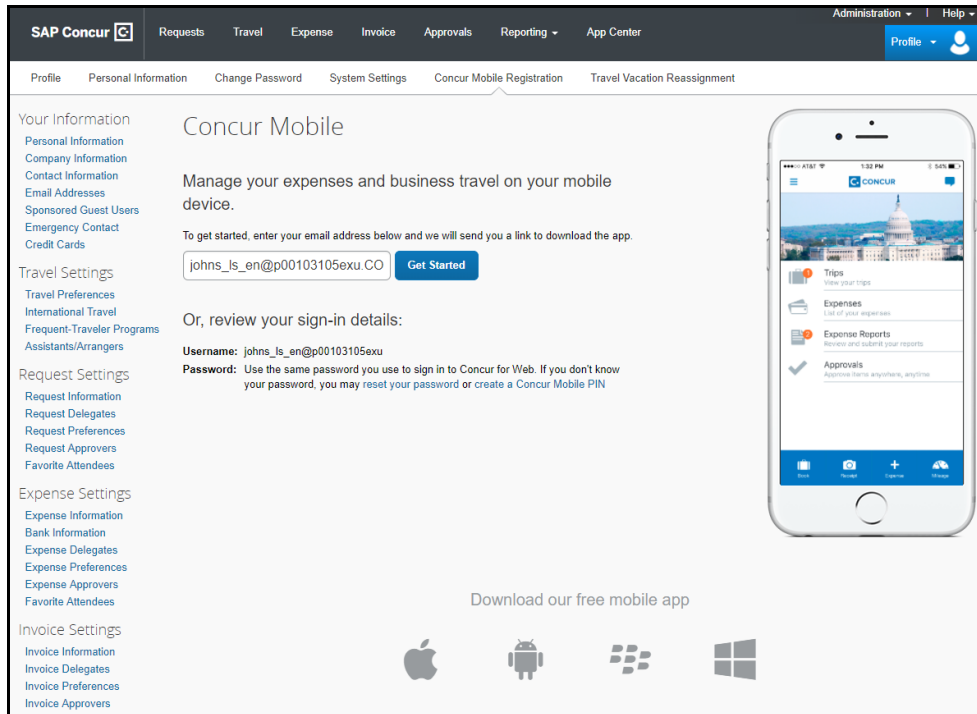 Administration | Help
SAP Concur C Requests Travel Expense Invoice Approvals Reporting App Center
Profile
Profile Personal Information Change Password System Settings Concur Mobile Registration Travel Vacation Reassignment
Your Information
Personal Information
Company Information
Contact Information
Email Addresses
Sponsored Guest Users
Emergency Contact
Credit Cards
Travel Settings
Travel Preferences
International Travel
Frequent-Traveler Programs
Assistants/Arrangers
Request Settings
Request Information
Request Delegates
Request Preferences
Request Approvers
Favorite Attendees
Expense Settings
Expense Information
Bank Information
Expense Delegates
Expense Preferences
Expense Approvers
Favorite Attendees
Invoice Settings
Invoice Information
Invoice Delegates
Invoice Preferences
Invoice Approvers
Concur Mobile
Manage your expenses and business travel on your mobile
device.
To get started, enter your email address below and we will send you a link to download the app.
johns_ls_en@p00103105exu.CO Get Started
Or, review your sign-in details:
Username: johns_ls_en@p00103105exu
Password: Use the same password you use to sign in to Concur for Web. If you don't know
your password, you may reset your password or create a Concur Mobile PIN
AT&T 1:32 PM 54%
C CONCUR
1 Trips
View your trips
Expenses
List of your expenses
2 Expense Reports
Review and submit your reports
Approvals
Approve items anywhere, anytime
Book Receipt Expense Mileage
Download our free mobile app